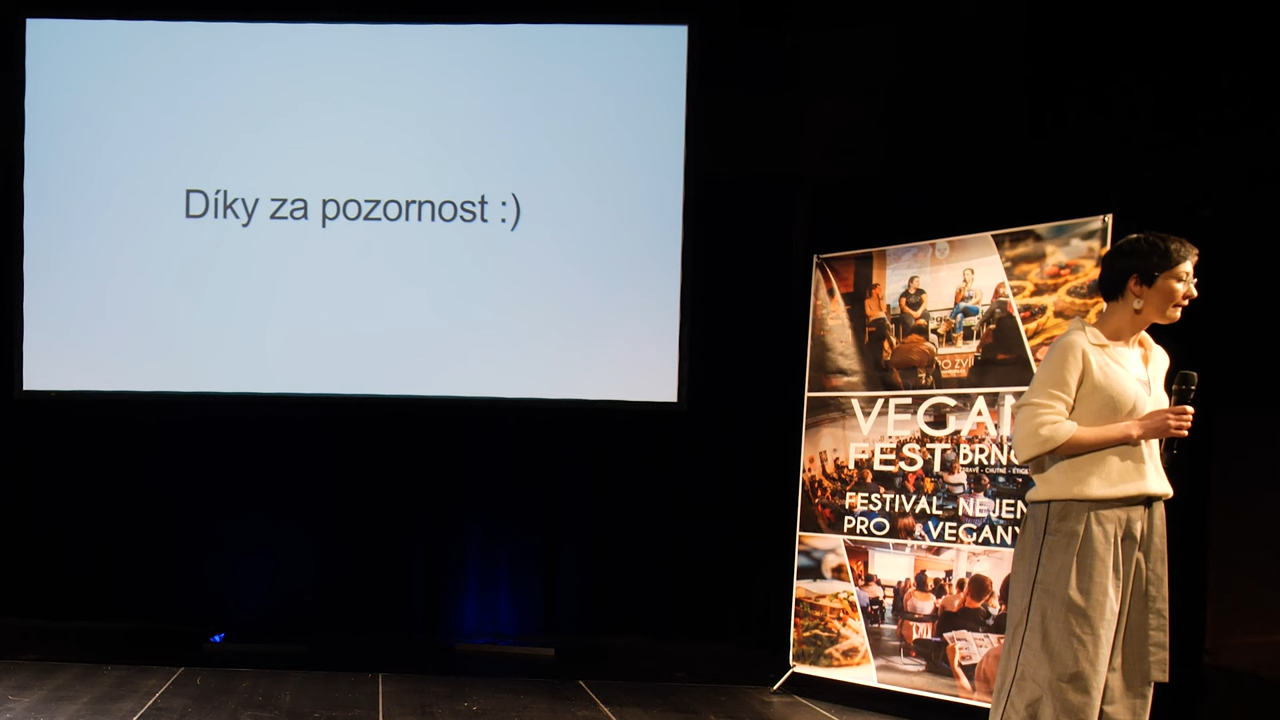 Díky za pozornost :)
VEGAN
FEST BRNO
FESTIVAL NEJEN
PRO VEGANY